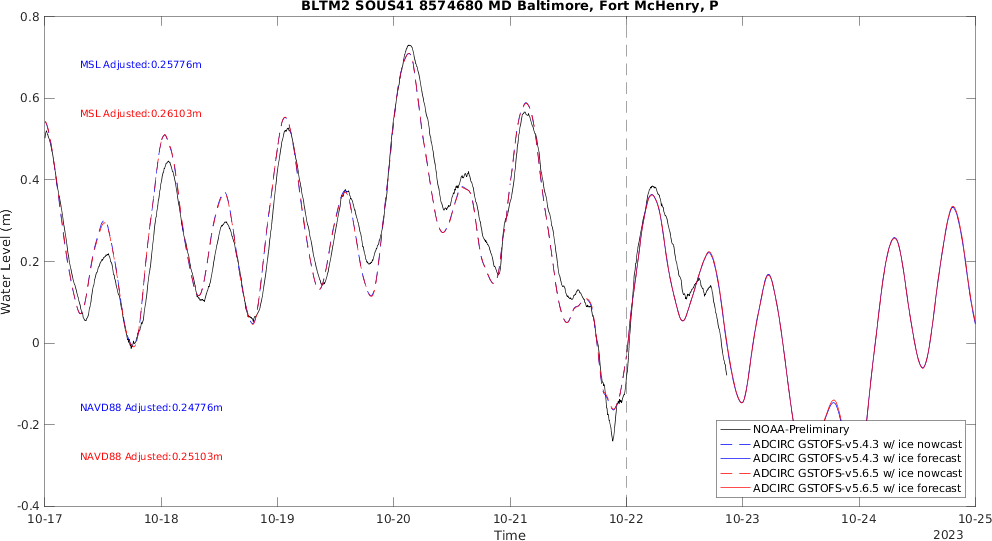 BLTM2 SOUS41 8574680 MD Baltimore, Fort McHenry, P
0.8
0.6
0.4
0.2
0
-0.2
-0.4
Water Level (m)
MSL Adjusted:0.25776m
MSL Adjusted:0.26103m
NAVD88 Adjusted:0.24776m
NAVD88 Adjusted:0.25103m
NOAA-Preliminary
ADCIRC GSTOFS-v5.4.3 w/ ice nowcast
ADCIRC GSTOFS-v5.4.3 w/ ice forecast
ADCIRC GSTOFS-v5.6.5 w/ ice nowcast
ADCIRC GSTOFS-v5.6.5 w/ ice forecast
10-17 10-18 10-19 10-20 10-21 10-22 10-23 10-24 10-25
Time
2023